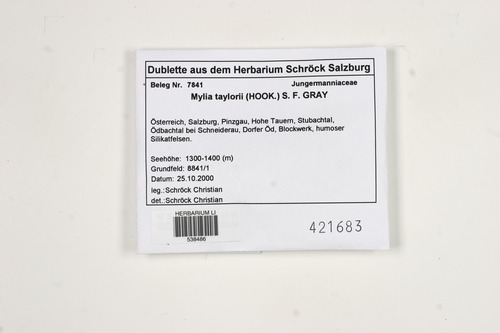 Dublette aus dem Herbarium Schröck Salzburg
Beleg Nr. 7841 Jungermanniaceae
Mylia taylorii (HOOK.) S. F. GRAY
Österreich, Salzburg, Pinzgau, Hohe Tauern, Stubachtal,
Ödbachtal bei Schneiderau, Dorfer Öd, Blockwerk, humoser
Silikatfelsen.
Seehöhe: 1300-1400 (m)
Grundfeld: 8841/1
Datum: 25.10.2000
leg.:Schröck Christian
det.:Schröck Christian
HERBARIUM LI
538486
421683